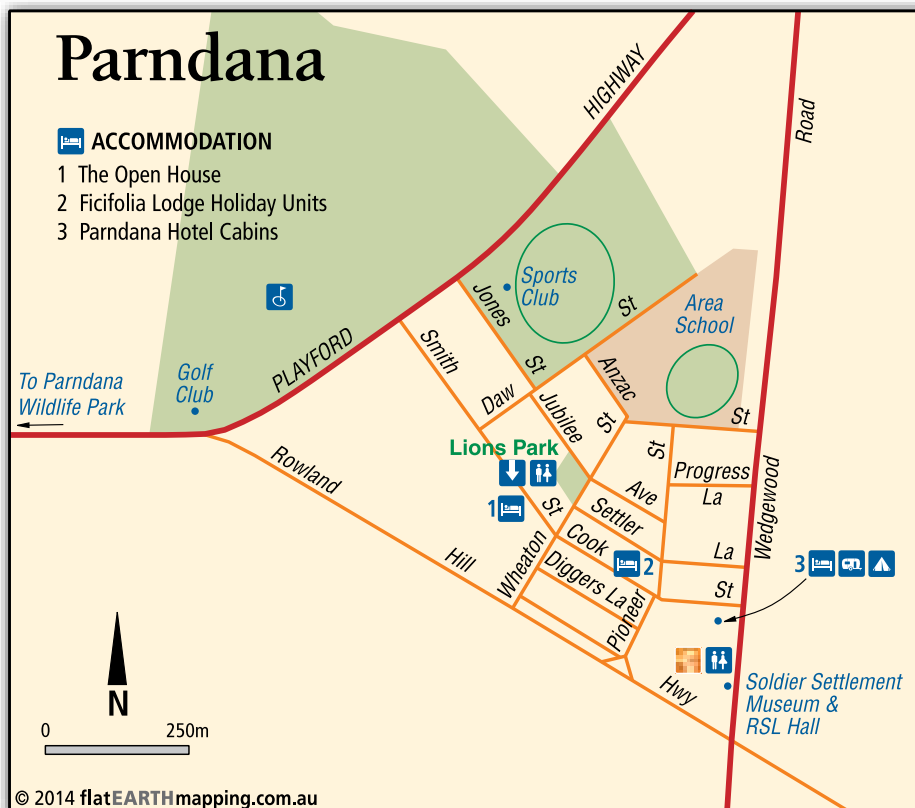 Parndana
ACCOMMODATION
1 The Open House
2 Ficifolia Lodge Holiday Units
3 Parndana Hotel Cabins
HIGHWAY
Road
Sports
Club
Jones
St
St
Area
School
Smith
PLAYFORD
Golf
Club
To Parndana
Wildlife Park
Daw
Anzac
St
Jubilee
St
St
Lions Park
Rowland
Progress
La
Ave
Wedgewood
1
St
Settler
Cook
La
2
3
Hill
Wheaton
Diggers La
St
Pioneer
Hwy
Soldier Settlement
Museum &
RSL Hall
N
0 250m
© 2014 flatEARTHmapping.com.au